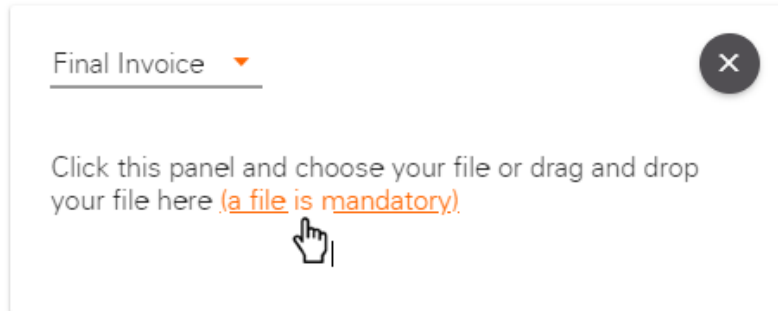 Final Invoice
Click this panel and choose your file or drag and drop
your file here (a file is mandatory)